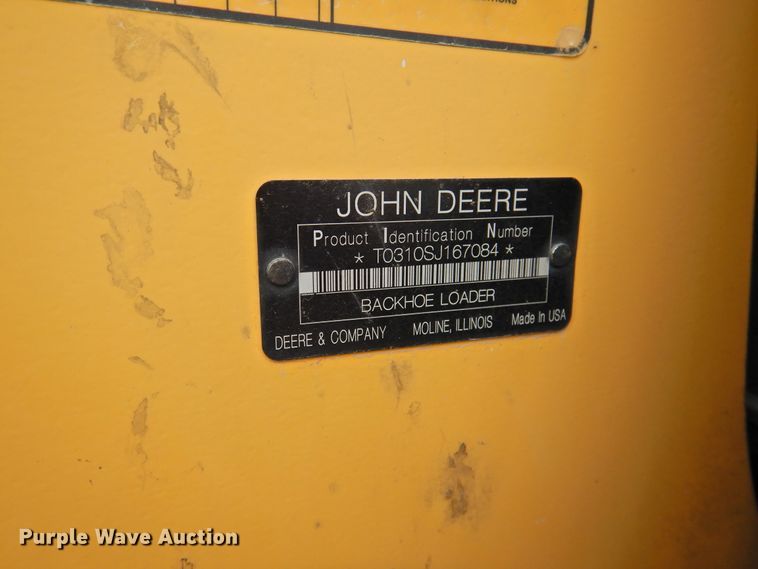 JOHN DEERE
Product Identification Number
* T0310SJ167084 *
BACKHOE LOADER
DEERE & COMPANY MOLINE, ILLINOIS Made In USA
Purple Wave Auction